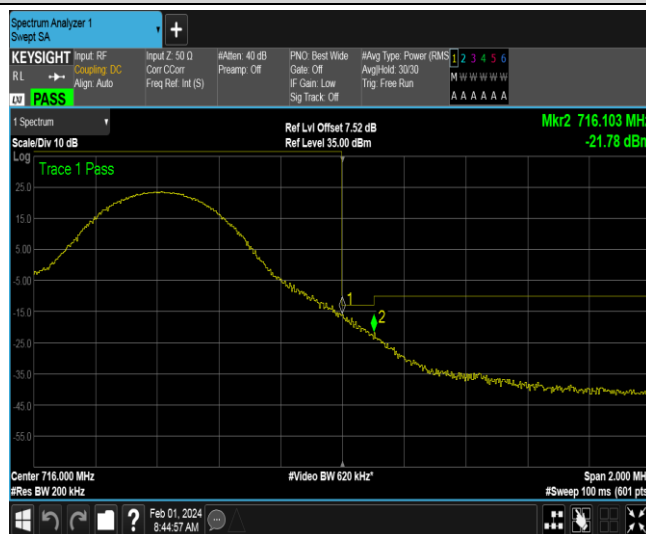 Spectrum Analyzer 1
Swept SA
+
KEYSIGHT Input: RF Input Z: 50 Ω #Atten: 40 dB PNO: Best Wide #Avg Type: Power (RMS 1 2 3 4 5 6
RL Coupling: DC Corr CCorr Preamp: Off Gate: Off Avg|Hold: 30/30 M W W W W W
Align: Auto Freq Ref: Int (S) IF Gain: Low Trig: Free Run
LXI PASS Sig Track: Off A A A A A A
1 Spectrum
Ref Lvl Offset 7.52 dB Mkr2 716.103 MHz
Scale/Div 10 dB Ref Level 35.00 dBm -21.78 dBm
Log
Trace 1 Pass
25.0
15.0
5.00
-5.00
1
-15.0
2
-25.0
-35.0
-45.0
-55.0
Center 716.000 MHz #Video BW 620 kHz* Span 2.000 MHz
#Res BW 200 kHz #Sweep 100 ms (601 pts
? Feb 01, 2024
8:44:57 AM